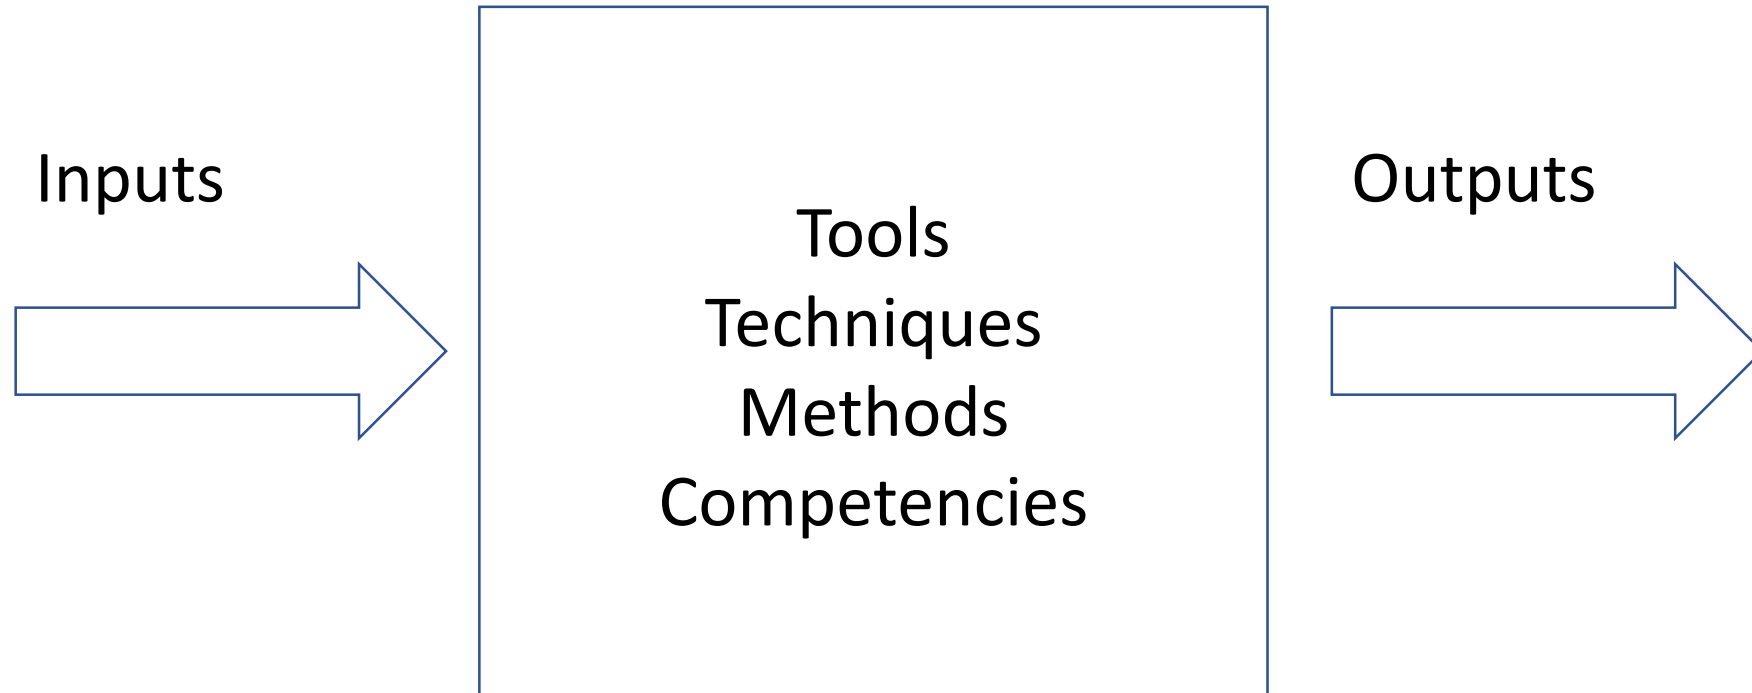 Inputs
Tools
Techniques
Methods
Competencies
Outputs